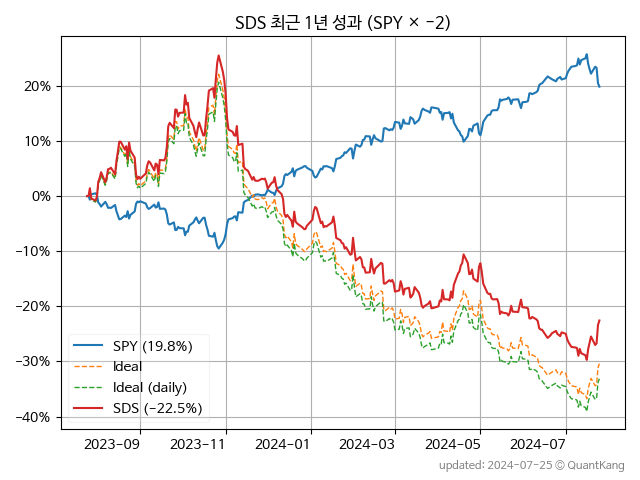 SDS 최근 1년 성과 (SPY × -2)
20%
10%
0%
-10%
-20%
-30%
-40%
SPY (19.8%)
Ideal
Ideal (daily)
SDS (-22.5%)
2023-09
2023-11
2024-01
2024-03
2024-05
2024-07
updated: 2024-07-25 © QuantKang